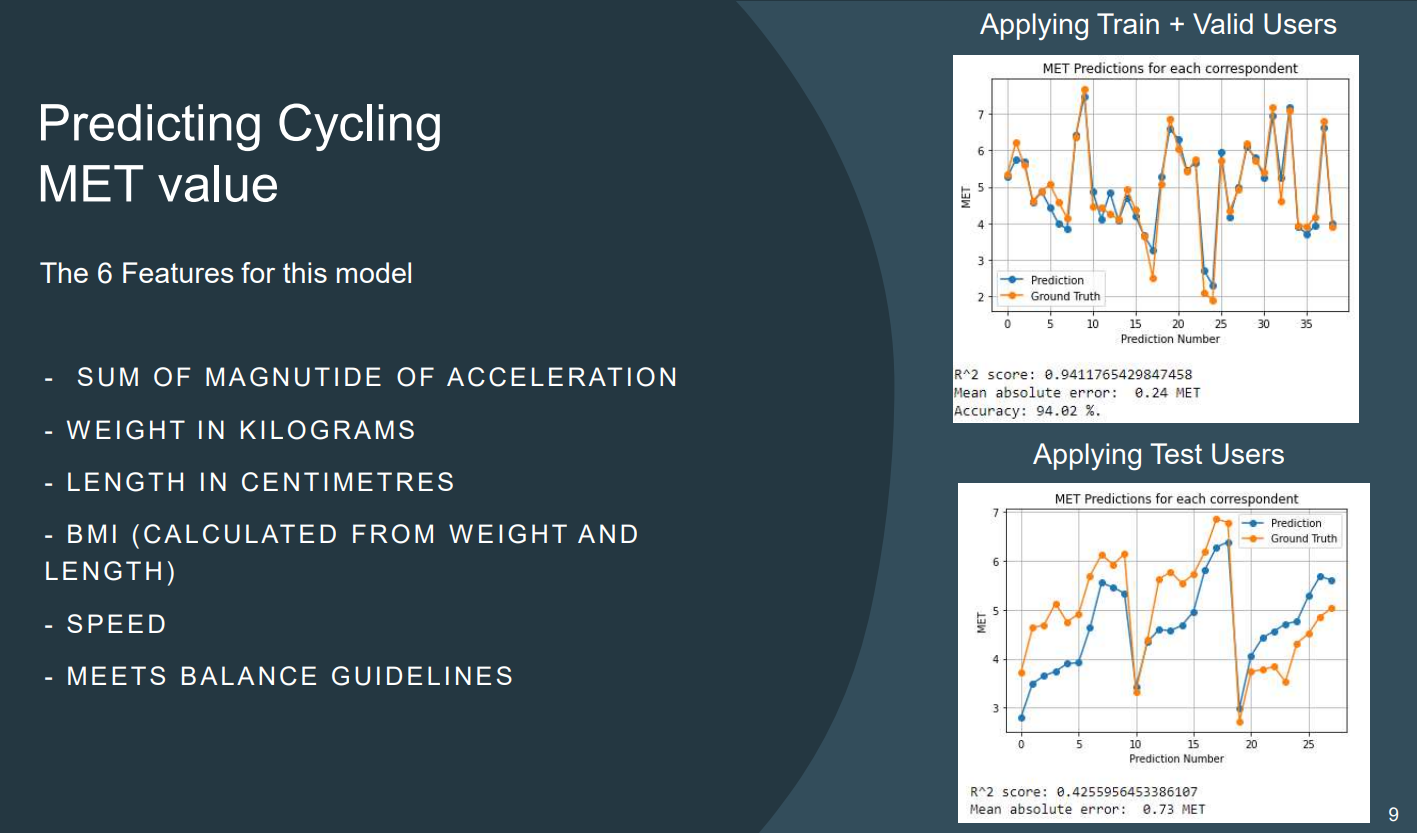 Predicting Cycling
MET value
The 6 Features for this model
- SUM OF MAGNUTIDE OF ACCELERATION
- WEIGHT IN KILOGRAMS
- LENGTH IN CENTIMETRES
- BMI (CALCULATED FROM WEIGHT AND
LENGTH)
- SPEED
- MEETS BALANCE GUIDELINES
Applying Train + Valid Users
MET Predictions for each correspondent
MET
7
6
5
4
3
2
Prediction
Ground Truth
0 5 10 15 20 25 30 35
Prediction Number
R^2 score: 0.9411765429847458
Mean absolute error:  0.24 MET
Accuracy: 94.02 %.
Applying Test Users
MET Predictions for each correspondent
MET
7
6
5
4
3
Prediction
Ground Truth
0 5 10 15 20 25
Prediction Number
R^2 score: 0.4255956453386107
Mean absolute error:  0.73 MET
9